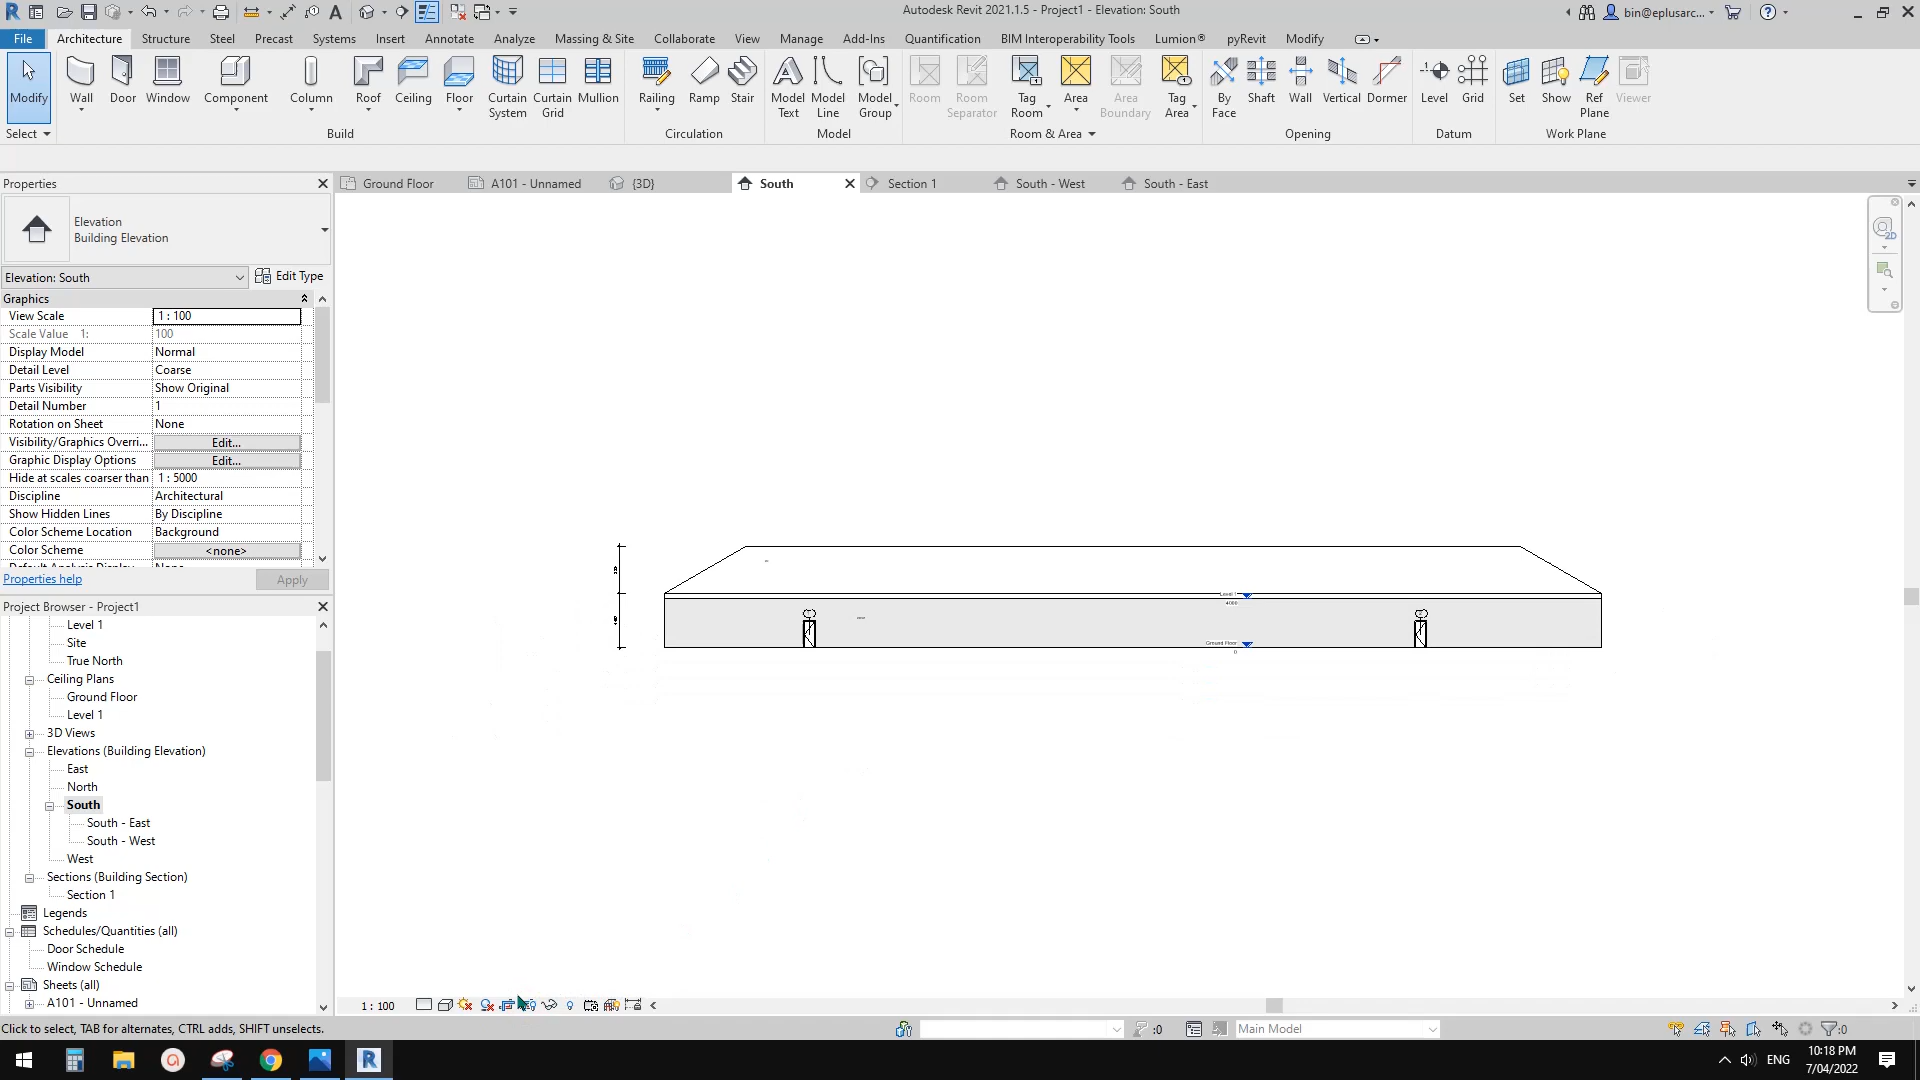 Autodesk Revit 2021.1.5 - Project1 - Elevation: South
bin@eplusarc...
File Architecture Structure Steel Precast Systems Insert Annotate Analyze Massing & Site Collaborate View Manage Add-Ins Quantification BIM Interoperability Tools Lumion® pyRevit Modify
Modify Wall Door Window Component Column Roof Ceiling Floor Curtain System Curtain Grid Mullion Railing Ramp Stair Model Text Model Line Model Group Room Room Separator Tag Room Area Area Boundary Tag Area By Face Shaft Wall Vertical Dormer Level Grid Set Show Ref Plane Viewer
Select Build Circulation Model Room & Area Opening Datum Work Plane
Properties
Ground Floor A101 - Unnamed {3D} South Section 1 South - West South - East
Elevation
Building Elevation
Elevation: South Edit Type
Graphics
View Scale 1 : 100
Scale Value 1: 100
Display Model Normal
Detail Level Coarse
Parts Visibility Show Original
Detail Number 1
Rotation on Sheet None
Visibility/Graphics Overri... Edit...
Graphic Display Options Edit...
Hide at scales coarser than 1 : 5000
Discipline Architectural
Show Hidden Lines By Discipline
Color Scheme Location Background
Color Scheme <none>
Properties help Apply
Project Browser - Project1
Level 1
Site
True North
Ceiling Plans
Ground Floor
Level 1
3D Views
Elevations (Building Elevation)
East
North
South
South - East
South - West
West
Sections (Building Section)
Section 1
Legends
Schedules/Quantities (all)
Door Schedule
Window Schedule
Sheets (all)
A101 - Unnamed
Level 1
4000
Ground Floor
0
2D
1 : 100
Click to select, TAB for alternates, CTRL adds, SHIFT unselects.
:0
Main Model
:0
ENG
10:18 PM
7/04/2022